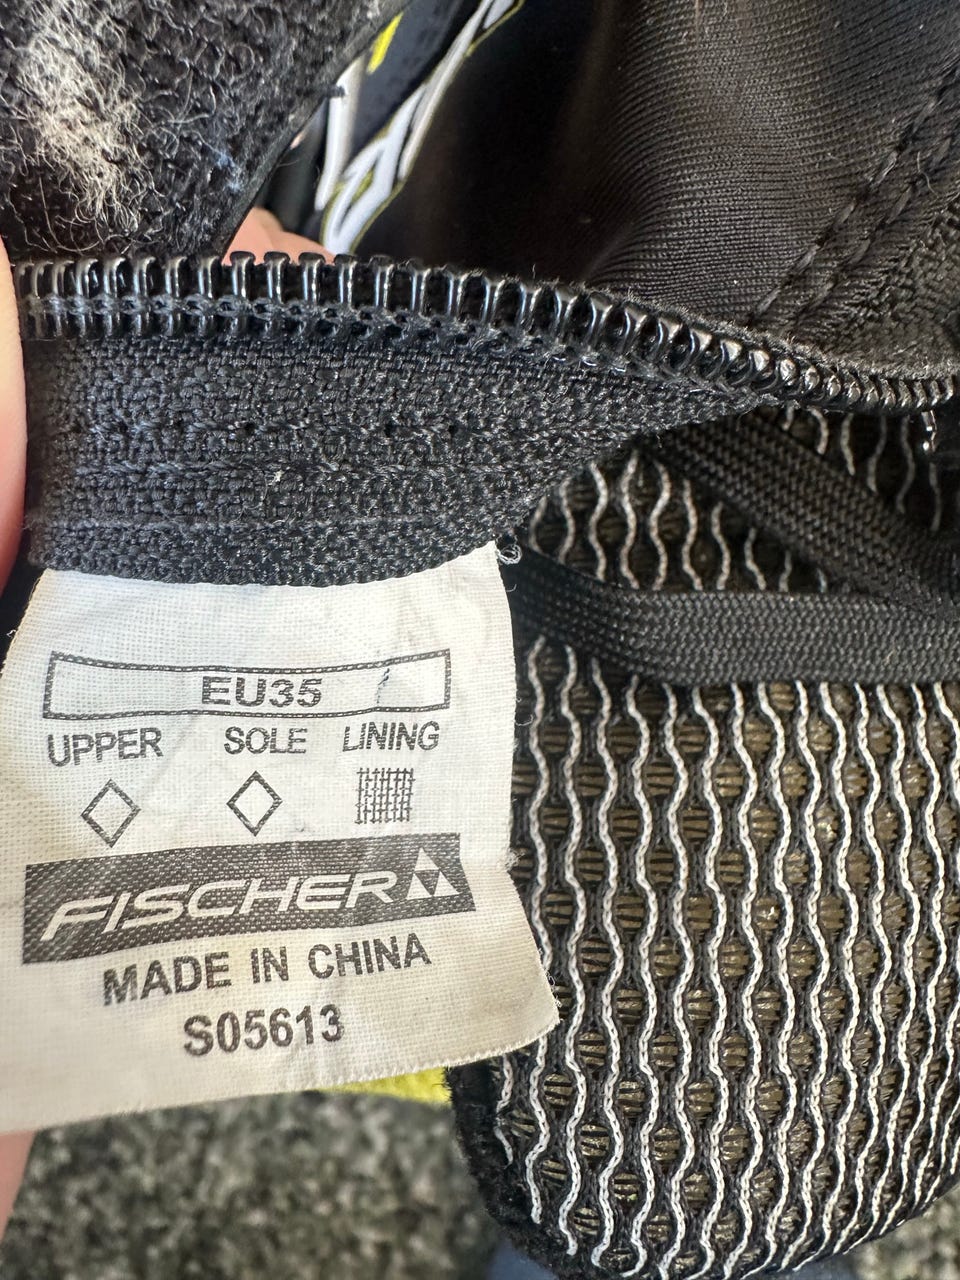 EU35
UPPER SOLE LINING
FISCHER
MADE IN CHINA
S05613